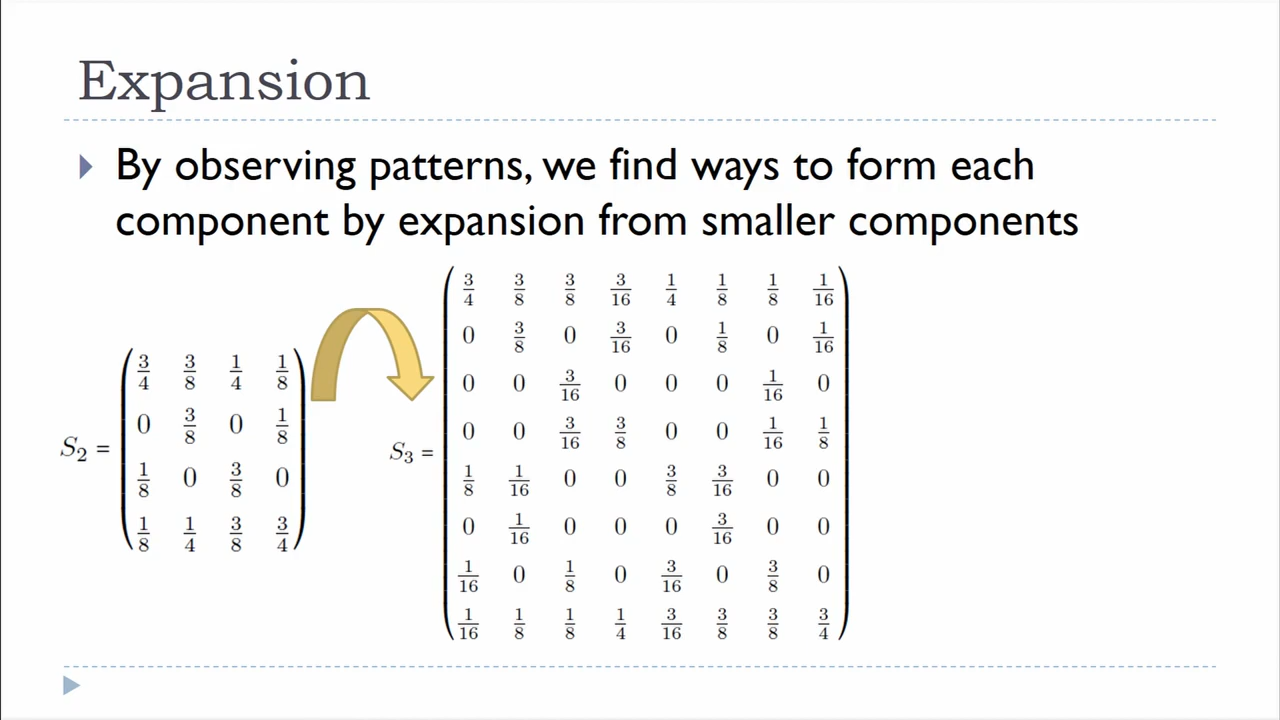 Expansion
By observing patterns, we find ways to form each
component by expansion from smaller components
S₂ =
3/4 3/8 1/4 1/8
0 3/8 0 1/8
1/8 0 3/8 0
1/8 1/4 3/8 3/4
S₃ =
3/4 3/8 3/8 3/16 1/4 1/8 1/8 1/16
0 3/8 0 3/16 0 1/8 0 1/16
0 0 3/16 0 0 0 1/16 0
0 0 3/16 3/8 0 0 1/16 1/8
1/8 1/16 0 0 3/8 3/16 0 0
0 1/16 0 0 0 3/16 0 0
1/16 0 1/8 0 3/16 0 3/8 0
1/16 1/8 1/8 1/4 3/16 3/8 3/8 3/4